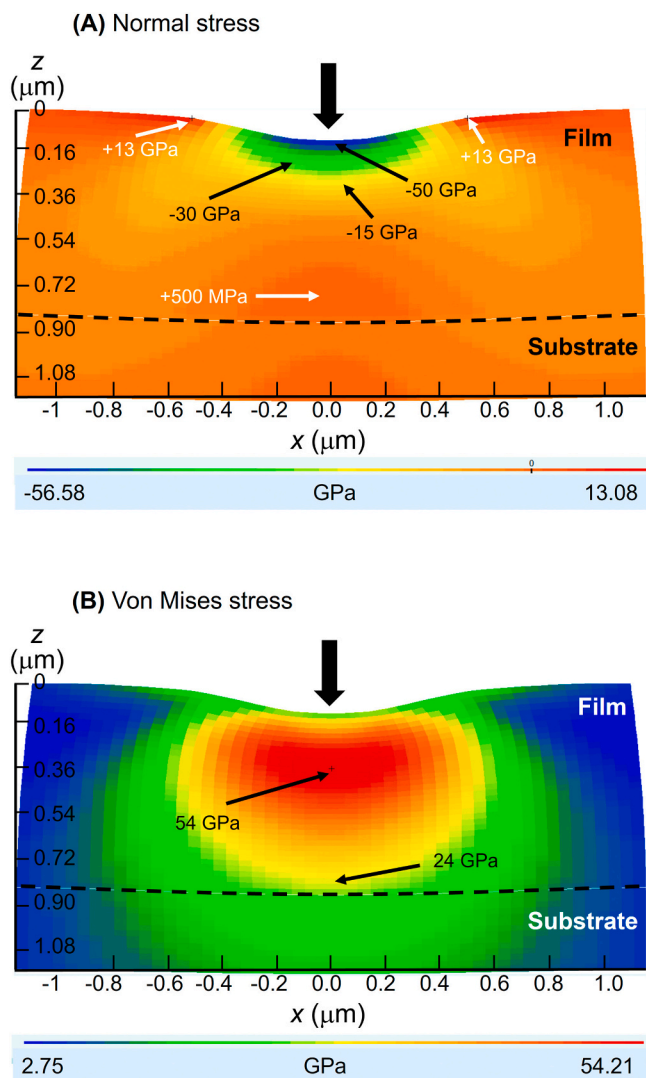 (A) Normal stress
z
(μm)
0
0.16
0.36
0.54
0.72
0.90
1.08
+13 GPa
+13 GPa
Film
-30 GPa
-50 GPa
-15 GPa
+500 MPa
Substrate
-1 -0.8 -0.6 -0.4 -0.2 0.0 0.2 0.4 0.6 0.8 1.0
x (μm)
0
-56.58 GPa 13.08
(B) Von Mises stress
z
(μm)
0
0.16
0.36
0.54
0.72
0.90
1.08
Film
54 GPa
24 GPa
Substrate
-1 -0.8 -0.6 -0.4 -0.2 0.0 0.2 0.4 0.6 0.8 1.0
x (μm)
2.75 GPa 54.21